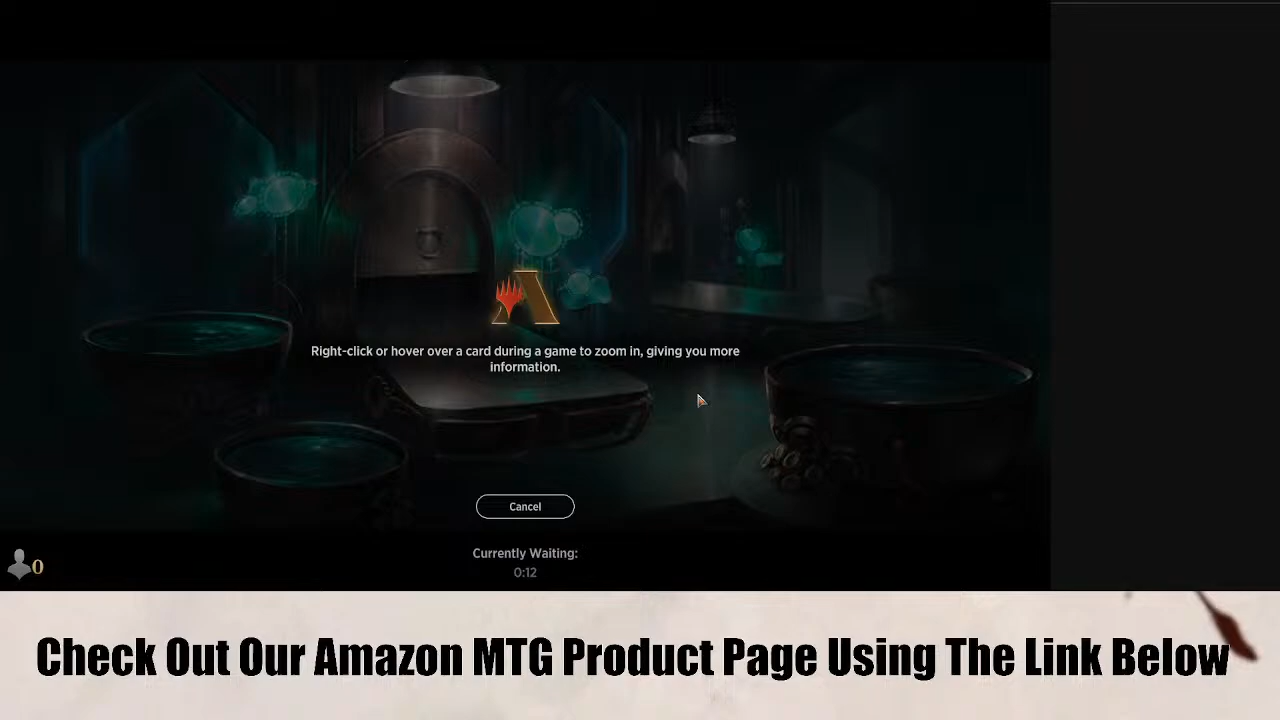 Right-click or hover over a card during a game to zoom in, giving you more
information.
Cancel
Currently Waiting:
0:12
0
Check Out Our Amazon MTG Product Page Using The Link Below